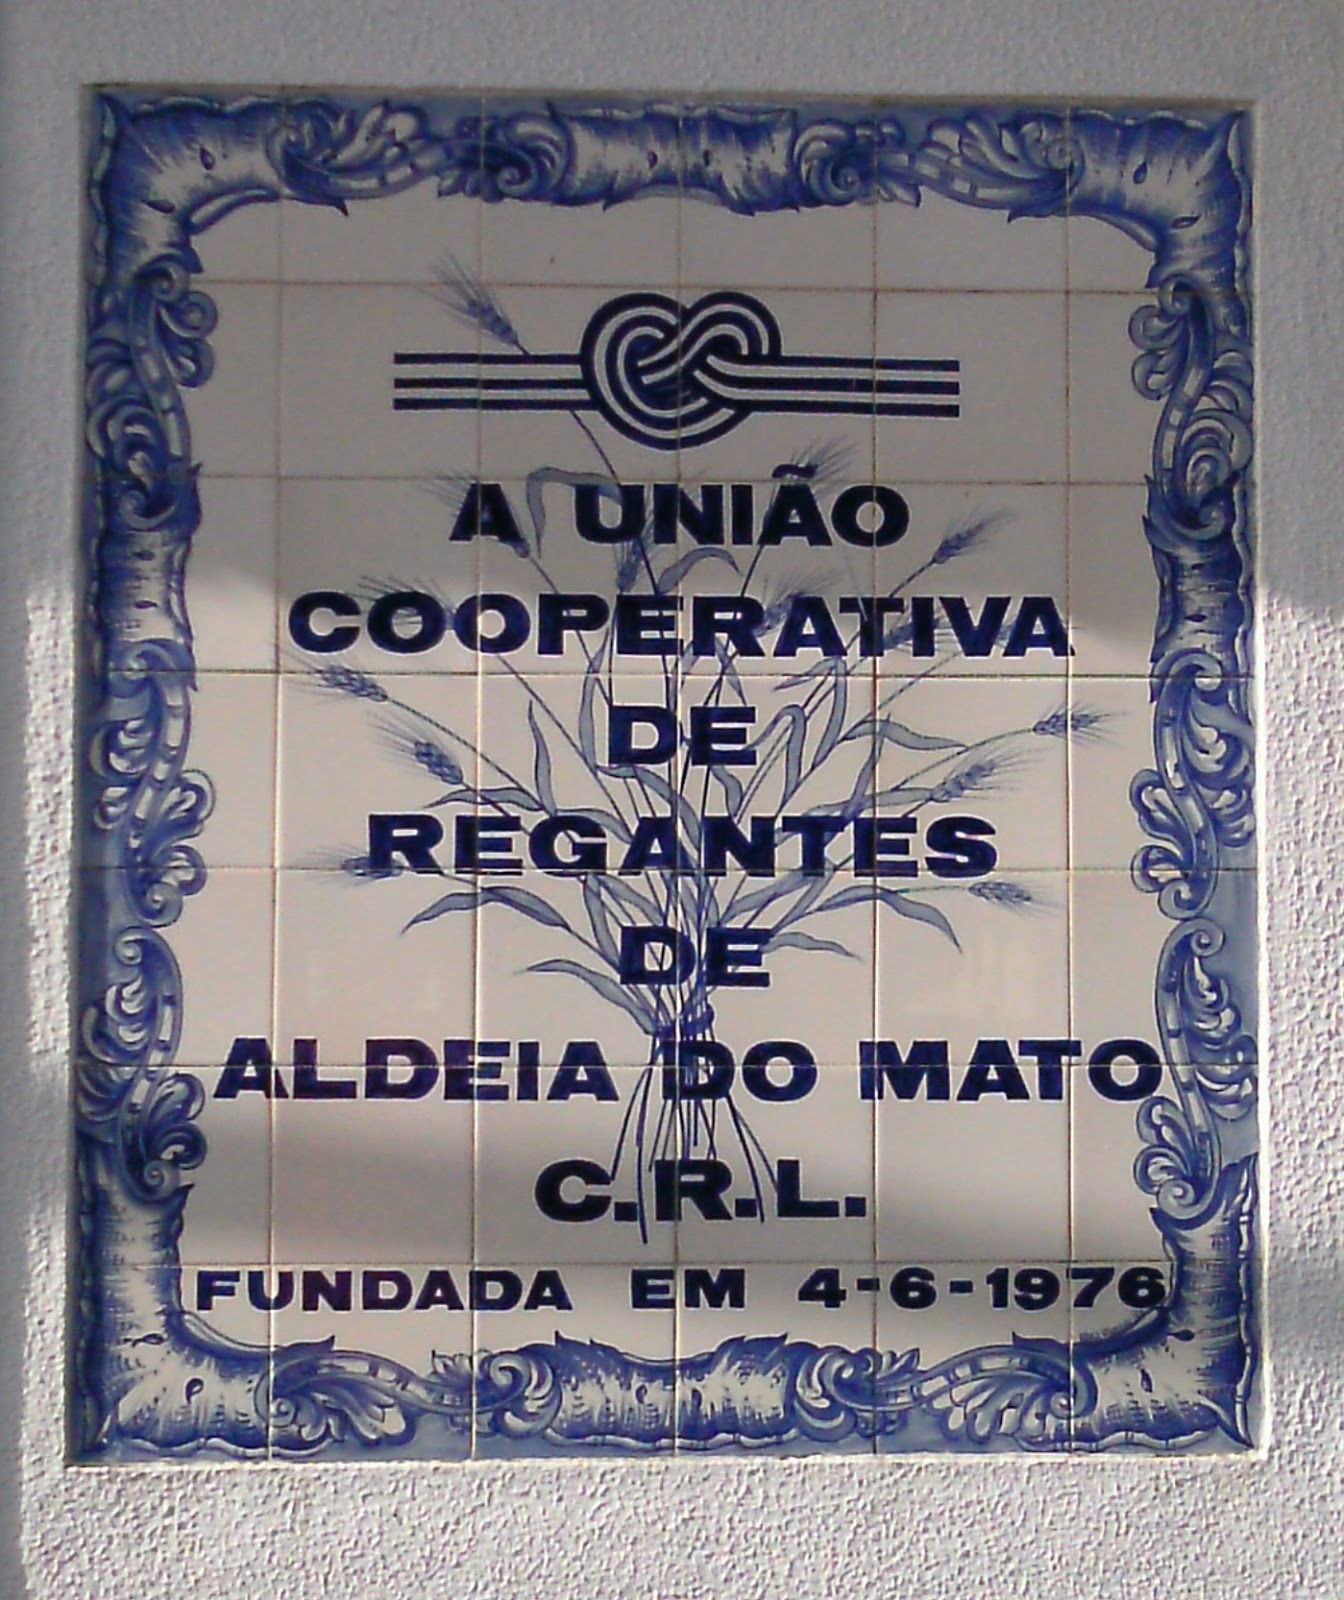 A UNIÃO
COOPERATIVA
DE
REGANTES
DE
ALDEIA DO MATO
C.R.L.
FUNDADA EM 4-6-1976